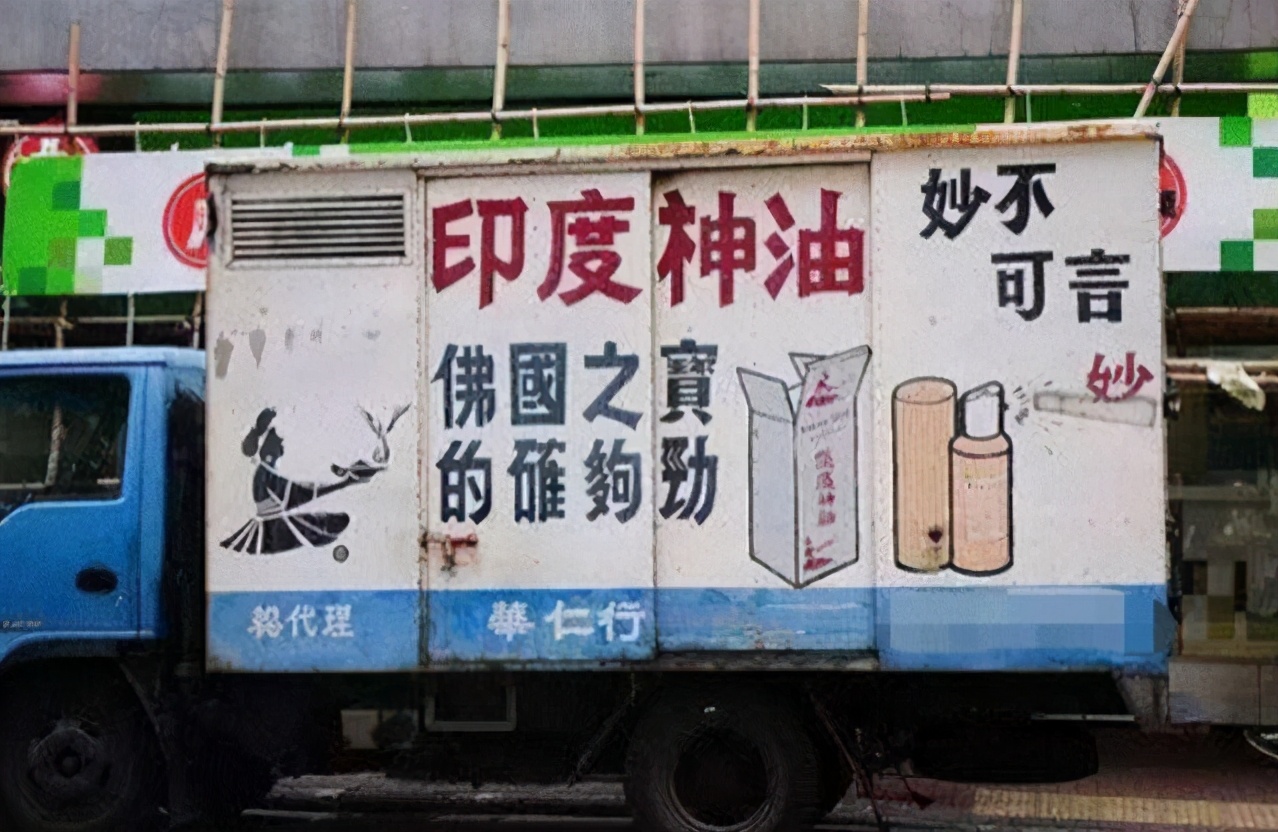 印度神油
佛國之寶
的確夠勁
妙不
可言
妙
總代理
華仁行